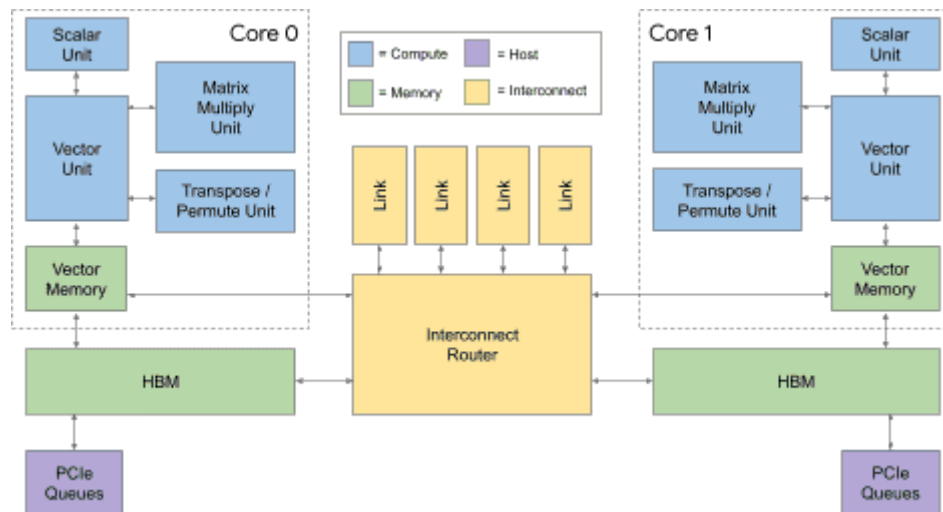 Core 0
Scalar
Unit
Matrix
Multiply
Unit
Vector
Unit
Transpose /
Permute Unit
Vector
Memory
HBM
PCIe
Queues
= Compute
= Host
= Memory
= Interconnect
Link
Link
Link
Link
Interconnect
Router
Core 1
Scalar
Unit
Matrix
Multiply
Unit
Vector
Unit
Transpose /
Permute Unit
Vector
Memory
HBM
PCIe
Queues